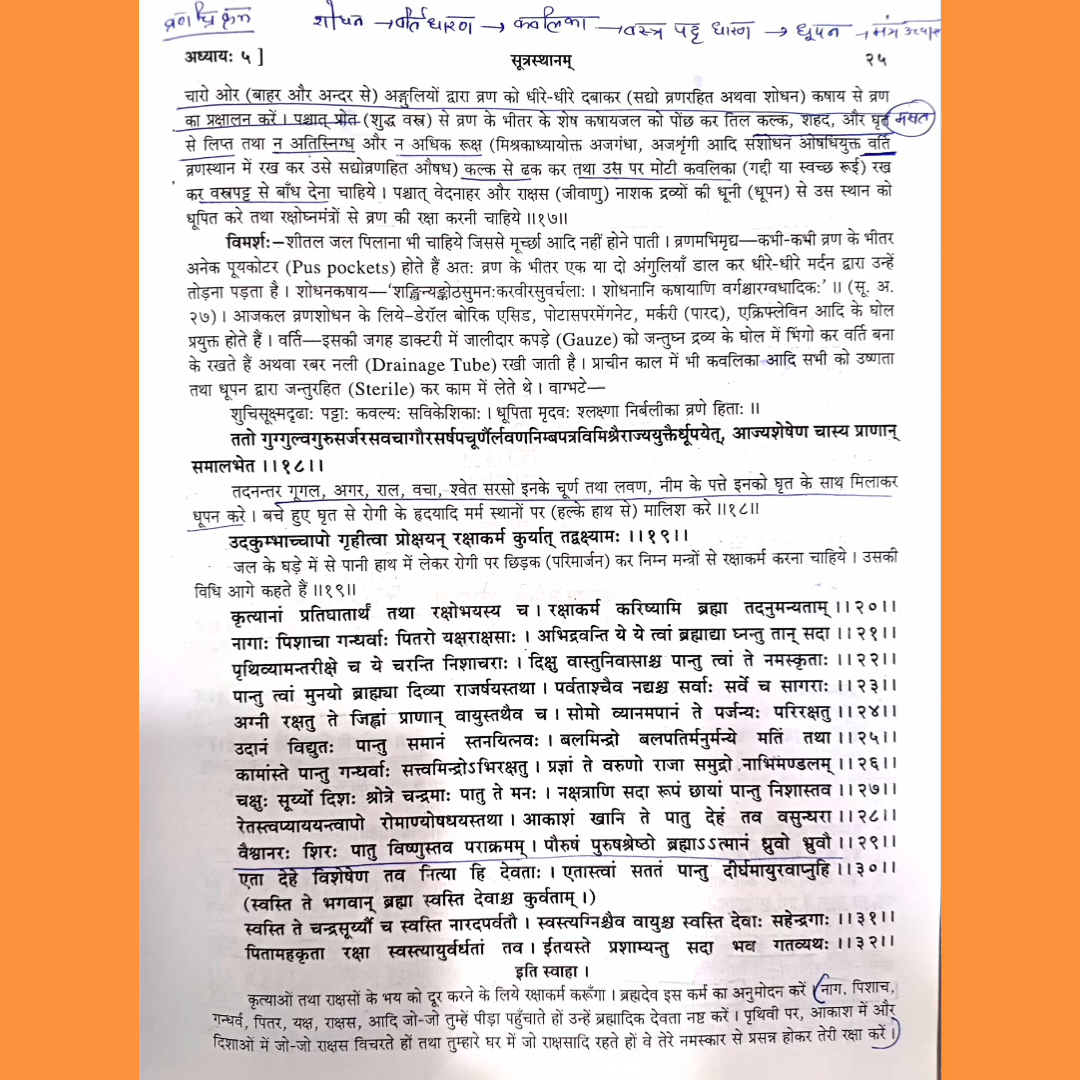 व्रण
शोधन → वर्तिधारण → कवलिका → वस्त्र पट्ट धारण → धूपन → मंत्र
अध्यायः ५ ] सूत्रस्थानम् २५
चारो ओर (बाहर और अन्दर से) अङ्गुलियों द्वारा व्रण को धीरे-धीरे दबाकर (सद्यो व्रणरहित अथवा शोधन) कषाय से व्रण
का प्रक्षालन करें । पश्चात् प्रोत (शुद्ध वस्त्र) से व्रण के भीतर के शेष कषायजल को पोंछ कर तिल कल्क, शहद, और घृत
से लिप्त तथा न अतिस्निग्ध और न अधिक रूक्ष (मिश्रकाध्यायोक्त अजगंधा, अजशृंगी आदि संशोधन ओषधियुक्त वर्ति
व्रणस्थान में रख कर उसे सद्योव्रणहित औषध) कल्क से ढक कर तथा उस पर मोटी कवलिका (गद्दी या स्वच्छ रूई) रख
कर वस्त्रपट्ट से बाँध देना चाहिये । पश्चात् वेदनाहर और राक्षस (जीवाणु) नाशक द्रव्यों की धूनी (धूपन) से उस स्थान को
धूपित करे तथा रक्षोघ्नमंत्रों से व्रण की रक्षा करनी चाहिये ॥१७॥
विमर्शः–शीतल जल पिलाना भी चाहिये जिससे मूर्च्छा आदि नहीं होने पाती । व्रणमभिमृद्य—कभी-कभी व्रण के भीतर
अनेक पूयकोटर (Pus pockets) होते हैं अतः व्रण के भीतर एक या दो अंगुलियाँ डाल कर धीरे-धीरे मर्दन द्वारा उन्हें
तोड़ना पड़ता है । शोधनकषाय—'शङ्खिन्यङ्कोठसुमनःकरवीरसुवर्चलाः । शोधनानि कषायाणि वर्गश्चारग्वधादिकः' ॥ (सू. अ.
२७) । आजकल व्रणशोधन के लिये–डेरॉल बोरिक एसिड, पोटासपरमेंगनेट, मर्करी (पारद), एक्रिफ्लेविन आदि के घोल
प्रयुक्त होते हैं । वर्ति—इसकी जगह डाक्टरी में जालीदार कपड़े (Gauze) को जन्तुघ्न द्रव्य के घोल में भिंगो कर वर्ति बना
के रखते हैं अथवा रबर नली (Drainage Tube) रखी जाती है । प्राचीन काल में भी कवलिका आदि सभी को उष्णता
तथा धूपन द्वारा जन्तुरहित (Sterile) कर काम में लेते थे । वाग्भटे—
शुचिसूक्ष्मदृढाः पट्टाः कवल्यः सविकेशिकाः । धूपिता मृदवः श्लक्ष्णा निर्बलीका व्रणे हिताः ॥
ततो गुग्गुल्वगुरुसर्जरसवचागौरसर्षपचूर्णैर्लवणनिम्बपत्रविमिश्रैराज्ययुक्तैर्धूपयेत्, आज्यशेषेण चास्य प्राणान्
समालभेत ।।१८।।
तदनन्तर गूगल, अगर, राल, वचा, श्वेत सरसो इनके चूर्ण तथा लवण, नीम के पत्ते इनको घृत के साथ मिलाकर
धूपन करे । बचे हुए घृत से रोगी के हृदयादि मर्म स्थानों पर (हल्के हाथ से) मालिश करे ॥१८॥
उदकुम्भाच्चापो गृहीत्वा प्रोक्षयन् रक्षाकर्म कुर्यात् तद्वक्ष्यामः ।।१९।।
जल के घड़े में से पानी हाथ में लेकर रोगी पर छिड़क (परिमार्जन) कर निम्न मन्त्रों से रक्षाकर्म करना चाहिये । उसकी
विधि आगे कहते हैं ॥१९॥
कृत्यानां प्रतिघातार्थं तथा रक्षोभयस्य च । रक्षाकर्म करिष्यामि ब्रह्मा तदनुमन्यताम् ।।२०।।
नागाः पिशाचा गन्धर्वाः पितरो यक्षराक्षसाः । अभिद्रवन्ति ये ये त्वां ब्रह्माद्या घ्नन्तु तान् सदा ।।२१।।
पृथिव्यामन्तरीक्षे च ये चरन्ति निशाचराः । दिक्षु वास्तुनिवासाश्च पान्तु त्वां ते नमस्कृताः ।।२२।।
पान्तु त्वां मुनयो ब्राह्म्या दिव्या राजर्षयस्तथा । पर्वताश्चैव नद्यश्च सर्वाः सर्वे च सागराः ।।२३।।
अग्नी रक्षतु ते जिह्वां प्राणान् वायुस्तथैव च । सोमो व्यानमपानं ते पर्जन्यः परिरक्षतु ।।२४।।
उदानं विद्युतः पान्तु समानं स्तनयित्नवः । बलमिन्द्रो बलपतिर्मनुर्मन्ये मतिं तथा ।।२५।।
कामांस्ते पान्तु गन्धर्वाः सत्त्वमिन्द्रोऽभिरक्षतु । प्रज्ञां ते वरुणो राजा समुद्रो नाभिमण्डलम् ।।२६।।
चक्षुः सूर्य्यो दिशः श्रोत्रे चन्द्रमाः पातु ते मनः । नक्षत्राणि सदा रूपं छायां पान्तु निशास्तव ।।२७।।
रेतस्त्वप्याययन्त्वापो रोमाण्योषधयस्तथा । आकाशं खानि ते पातु देहं तव वसुन्धरा ।।२८।।
वैश्वानरः शिरः पातु विष्णुस्तव पराक्रमम् । पौरुषं पुरुषश्रेष्ठो ब्रह्माऽऽत्मानं ध्रुवो भ्रुवौ ।।२९।।
एता देहे विशेषेण तव नित्या हि देवताः । एतास्त्वां सततं पान्तु दीर्घमायुरवाप्नुहि ।।३०।।
(स्वस्ति ते भगवान् ब्रह्मा स्वस्ति देवाश्च कुर्वताम् ।)
स्वस्ति ते चन्द्रसूर्य्यौ च स्वस्ति नारदपर्वतौ । स्वस्त्यग्निश्चैव वायुश्च स्वस्ति देवाः सहेन्द्रगाः ।।३१।।
पितामहकृता रक्षा स्वस्त्यायुर्वर्धतां तव । ईतयस्ते प्रशाम्यन्तु सदा भव गतव्यथः ।।३२।।
इति स्वाहा ।
कृत्याओं तथा राक्षसों के भय को दूर करने के लिये रक्षाकर्म करूँगा । ब्रह्मदेव इस कर्म का अनुमोदन करें । नाग, पिशाच,
गन्धर्व, पितर, यक्ष, राक्षस, आदि जो-जो तुम्हें पीड़ा पहुँचाते हों उन्हें ब्रह्मादिक देवता नष्ट करें । पृथिवी पर, आकाश में और
दिशाओं में जो-जो राक्षस विचरते हों तथा तुम्हारे घर में जो राक्षसादि रहते हों वे तेरे नमस्कार से प्रसन्न होकर तेरी रक्षा करें ।